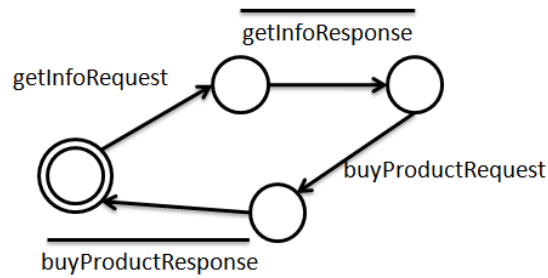 getInfoResponse
getInfoRequest
buyProductRequest
buyProductResponse